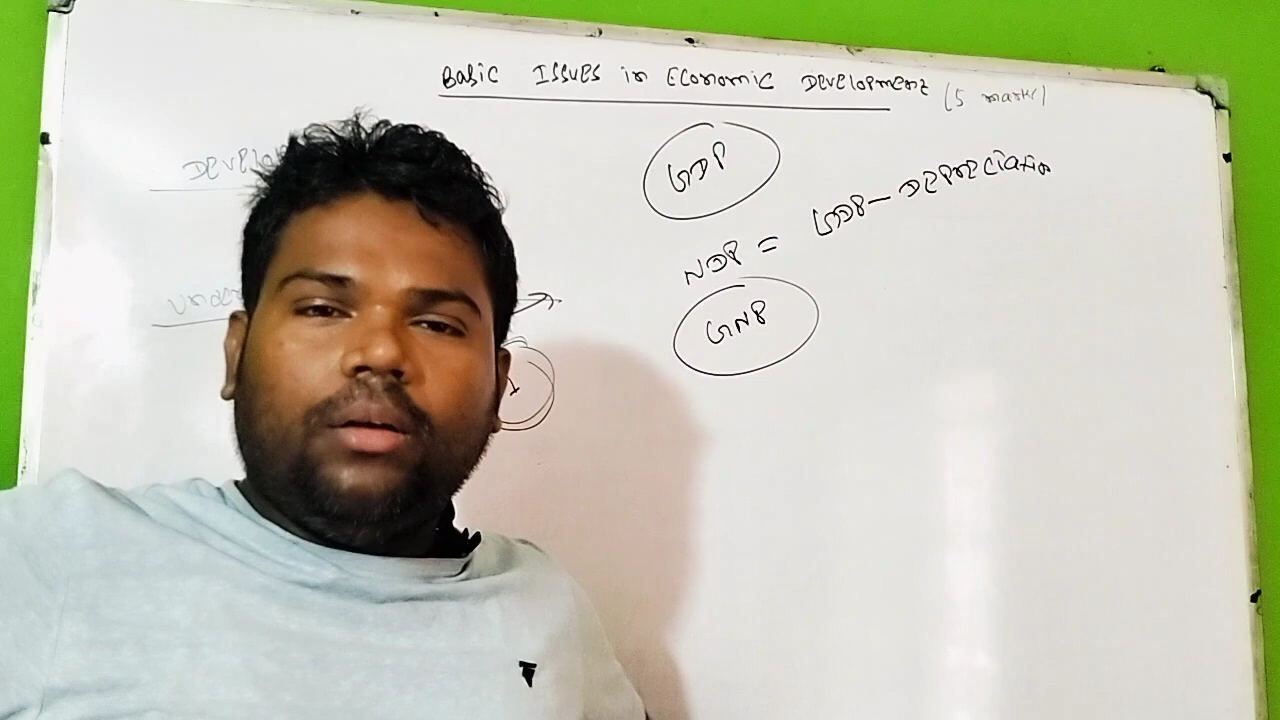 Basic Issues in Economic Development (5 marks)
GDP
NDP = GDP - Depreciation
GNP